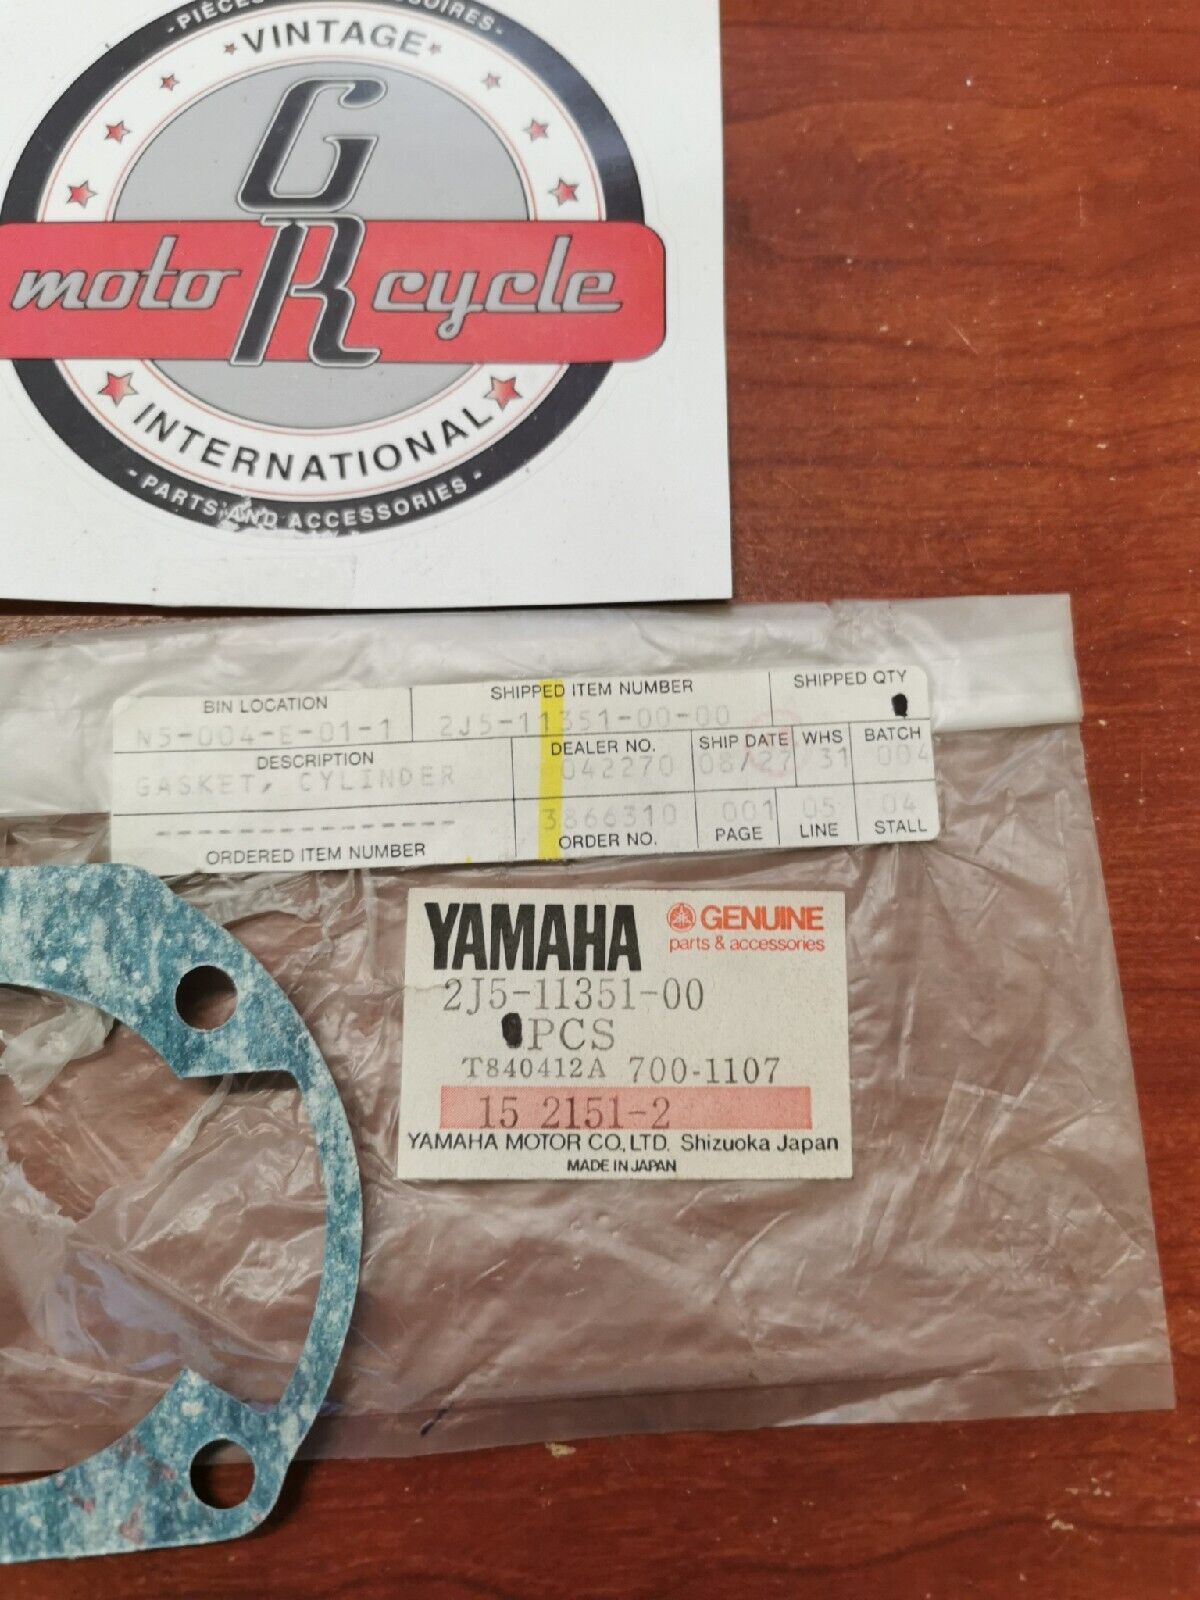 - PIÈCES
VINTAGE
G
R
moto cycle
INTERNATIONAL
- PARTS AND ACCESSORIES -
BIN LOCATION SHIPPED ITEM NUMBER SHIPPED QTY
N5-004-E-01-1 2J5-11351-00-00
DESCRIPTION DEALER NO. SHIP DATE WHS BATCH
GASKET, CYLINDER 042270 08/27 31 004
--------------- 3866310 001 05 04
ORDERED ITEM NUMBER ORDER NO. PAGE LINE STALL
YAMAHA GENUINE
parts & accessories
2J5-11351-00
PCS
T840412A 700-1107
15 2151-2
YAMAHA MOTOR CO., LTD. Shizuoka Japan
MADE IN JAPAN